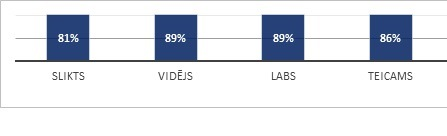 81% 89% 89% 86%
SLIKTS VIDĒJS LABS TEICAMS